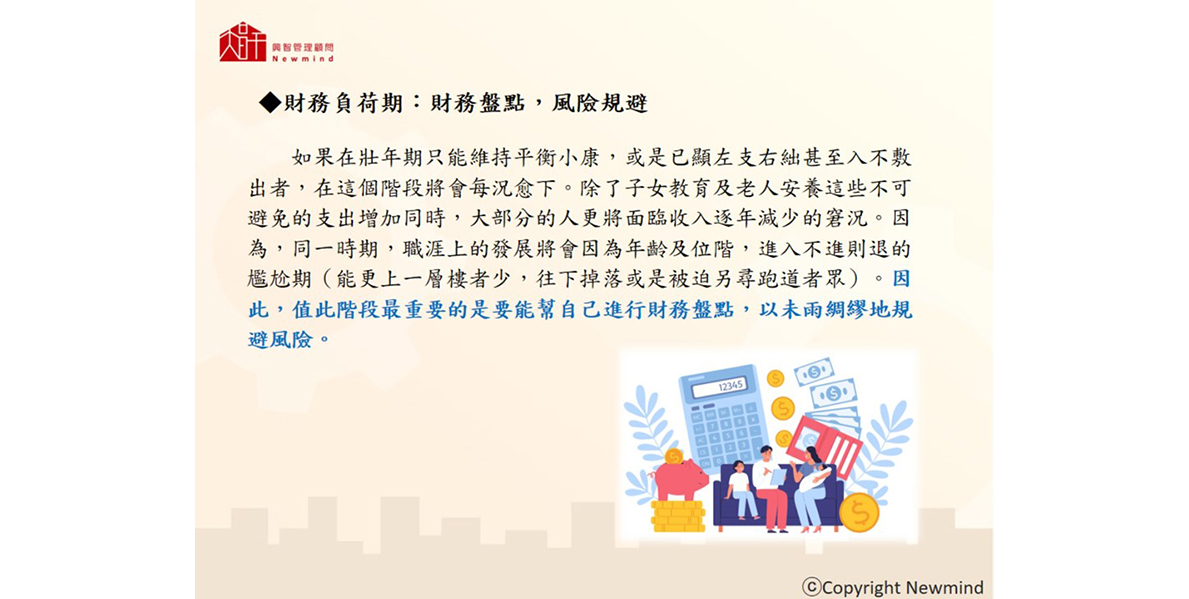 興智管理顧問
Newmind
◆財務負荷期：財務盤點，風險規避
如果在壯年期只能維持平衡小康，或是已顯左支右絀甚至入不敷
出者，在這個階段將會每況愈下。除了子女教育及老人安養這些不可
避免的支出增加同時，大部分的人更將面臨收入逐年減少的窘況。因
為，同一時期，職涯上的發展將會因為年齡及位階，進入不進則退的
尷尬期（能更上一層樓者少，往下掉落或是被迫另尋跑道者眾）。因
此，值此階段最重要的是要能幫自己進行財務盤點，以未雨綢繆地規
避風險。
12345
ⓒCopyright Newmind